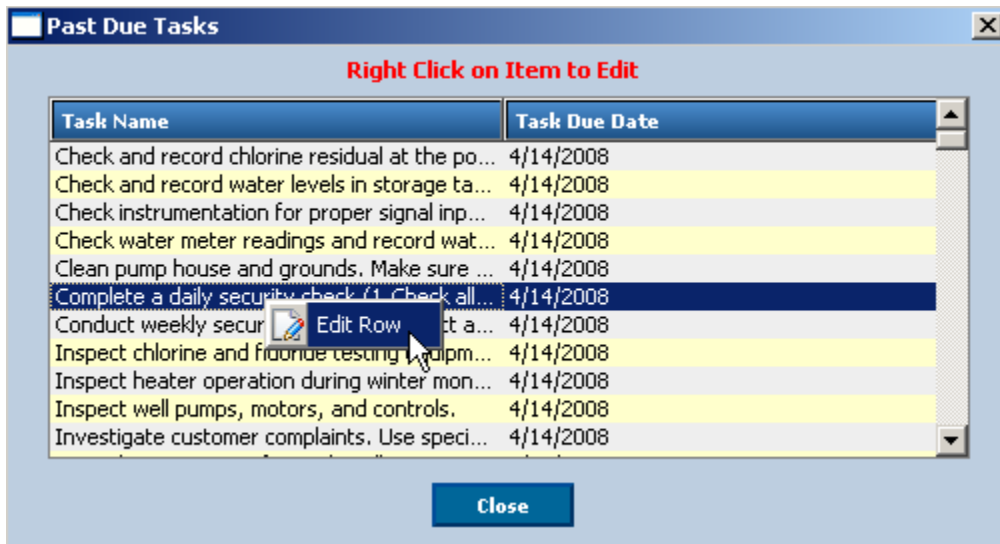 Past Due Tasks
Right Click on Item to Edit
Task Name Task Due Date
Check and record chlorine residual at the po... 4/14/2008
Check and record water levels in storage ta... 4/14/2008
Check instrumentation for proper signal inp... 4/14/2008
Check water meter readings and record wat... 4/14/2008
Clean pump house and grounds. Make sure ... 4/14/2008
Complete a daily security check (1. Check all... 4/14/2008
Conduct weekly secur ct a... 4/14/2008
Edit Row
Inspect chlorine and fluoride testing equipm... 4/14/2008
Inspect heater operation during winter mon... 4/14/2008
Inspect well pumps, motors, and controls. 4/14/2008
Investigate customer complaints. Use speci... 4/14/2008
Close